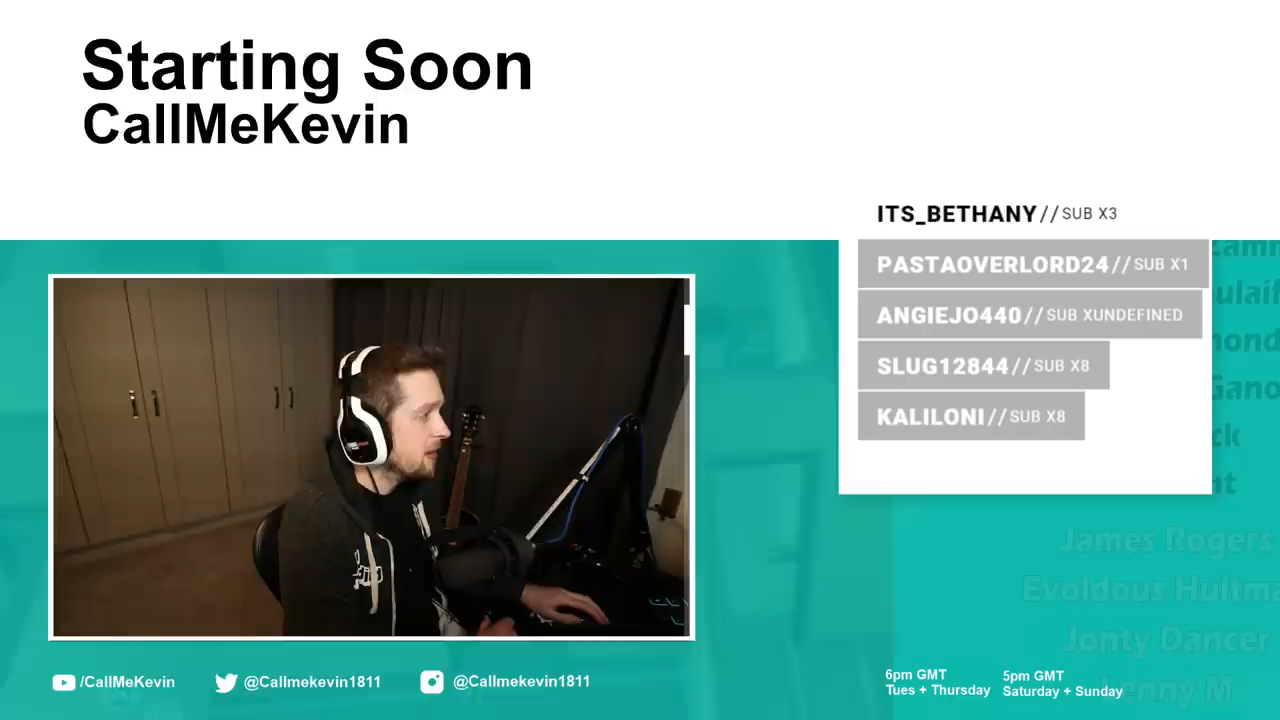 Starting Soon
CallMeKevin
ITS_BETHANY//SUB X3
PASTAOVERLORD24//SUB X1
ANGIEJO440//SUB XUNDEFINED
SLUG12844//SUB X8
KALILONI//SUB X8
James Rogers
Evoldous
Jonty Dancer
Lenny M
/CallMeKevin
@Callmekevin1811
@Callmekevin1811
6pm GMT
Tues + Thursday
5pm GMT
Saturday + Sunday